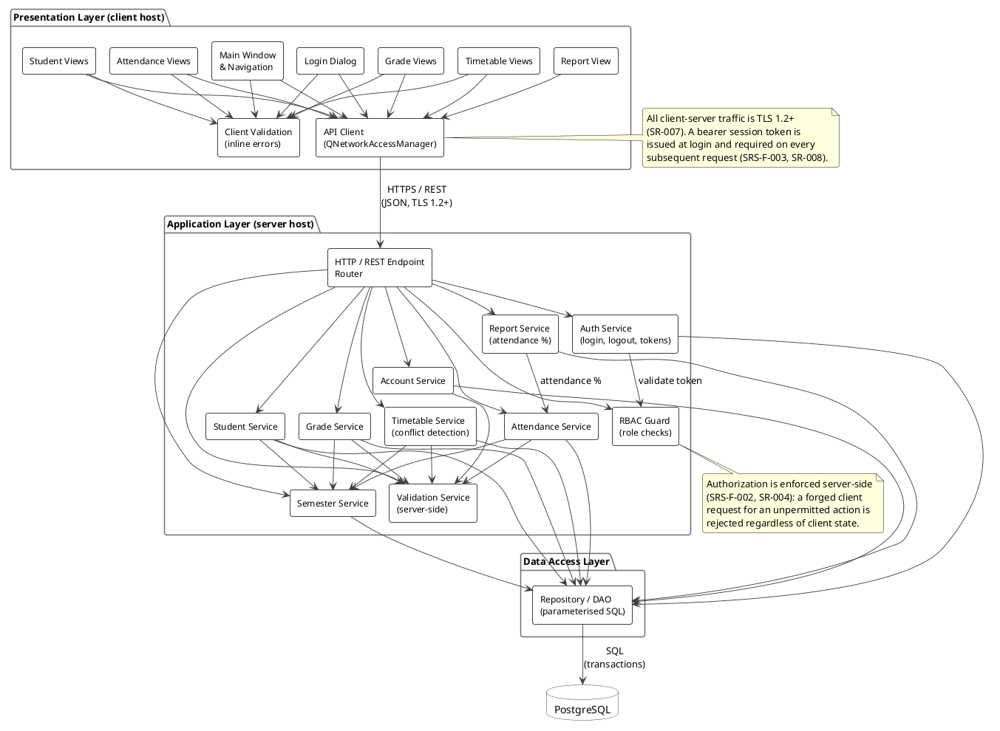 Presentation Layer (client host)
Student Views
Attendance Views
Main Window
& Navigation
Login Dialog
Grade Views
Timetable Views
Report View
Client Validation
(inline errors)
API Client
(QNetworkAccessManager)
All client-server traffic is TLS 1.2+
(SR-007). A bearer session token is
issued at login and required on every
subsequent request (SRS-F-003, SR-008).
HTTPS / REST
(JSON, TLS 1.2+)
Application Layer (server host)
HTTP / REST Endpoint
Router
Report Service
(attendance %)
Auth Service
(login, logout, tokens)
Account Service
attendance %
validate token
Student Service
Grade Service
Timetable Service
(conflict detection)
Attendance Service
RBAC Guard
(role checks)
Semester Service
Validation Service
(server-side)
Authorization is enforced server-side
(SRS-F-002, SR-004): a forged client
request for an unpermitted action is
rejected regardless of client state.
Data Access Layer
Repository / DAO
(parameterised SQL)
SQL
(transactions)
PostgreSQL